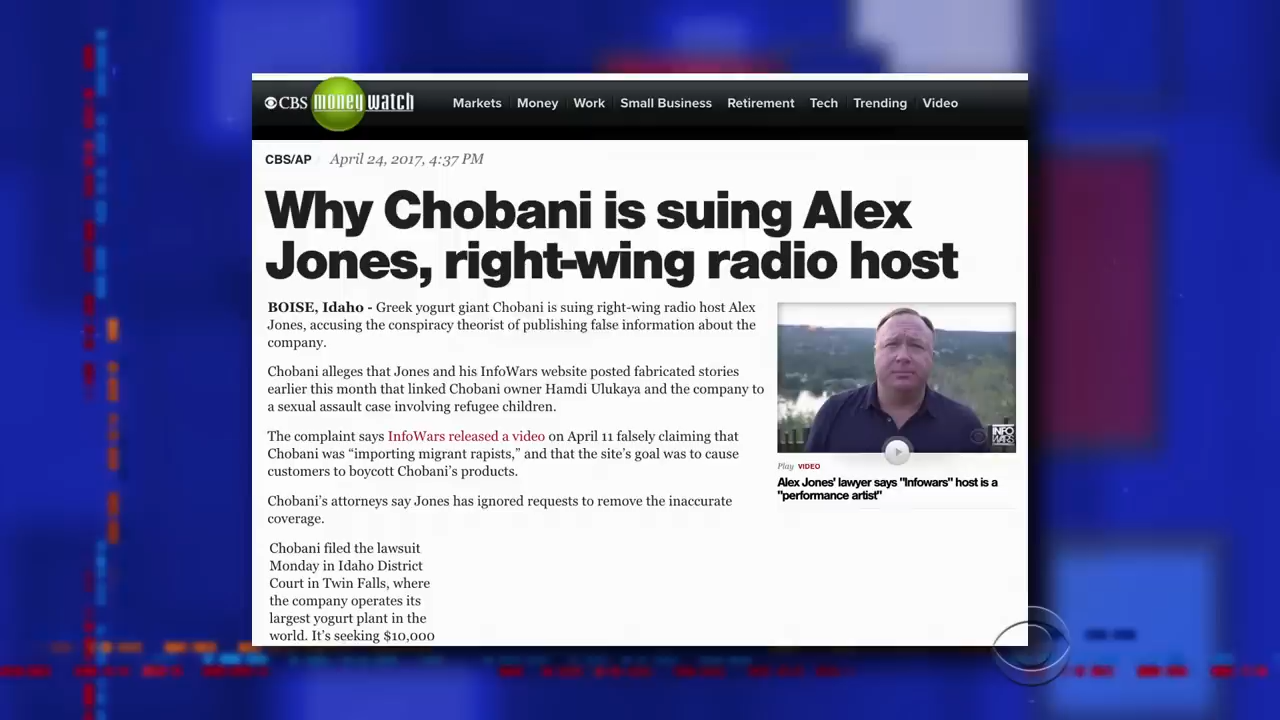 CBS money watch
Markets Money Work Small Business Retirement Tech Trending Video
CBS/AP April 24, 2017, 4:37 PM
Why Chobani is suing Alex
Jones, right-wing radio host
BOISE, Idaho - Greek yogurt giant Chobani is suing right-wing radio host Alex
Jones, accusing the conspiracy theorist of publishing false information about the
company.
Chobani alleges that Jones and his InfoWars website posted fabricated stories
earlier this month that linked Chobani owner Hamdi Ulukaya and the company to
a sexual assault case involving refugee children.
The complaint says InfoWars released a video on April 11 falsely claiming that
Chobani was “importing migrant rapists,” and that the site’s goal was to cause
customers to boycott Chobani’s products.
Chobani’s attorneys say Jones has ignored requests to remove the inaccurate
coverage.
Chobani filed the lawsuit
Monday in Idaho District
Court in Twin Falls, where
the company operates its
largest yogurt plant in the
world. It’s seeking $10,000
INFO
WARS
Play VIDEO
Alex Jones' lawyer says "Infowars" host is a
"performance artist"